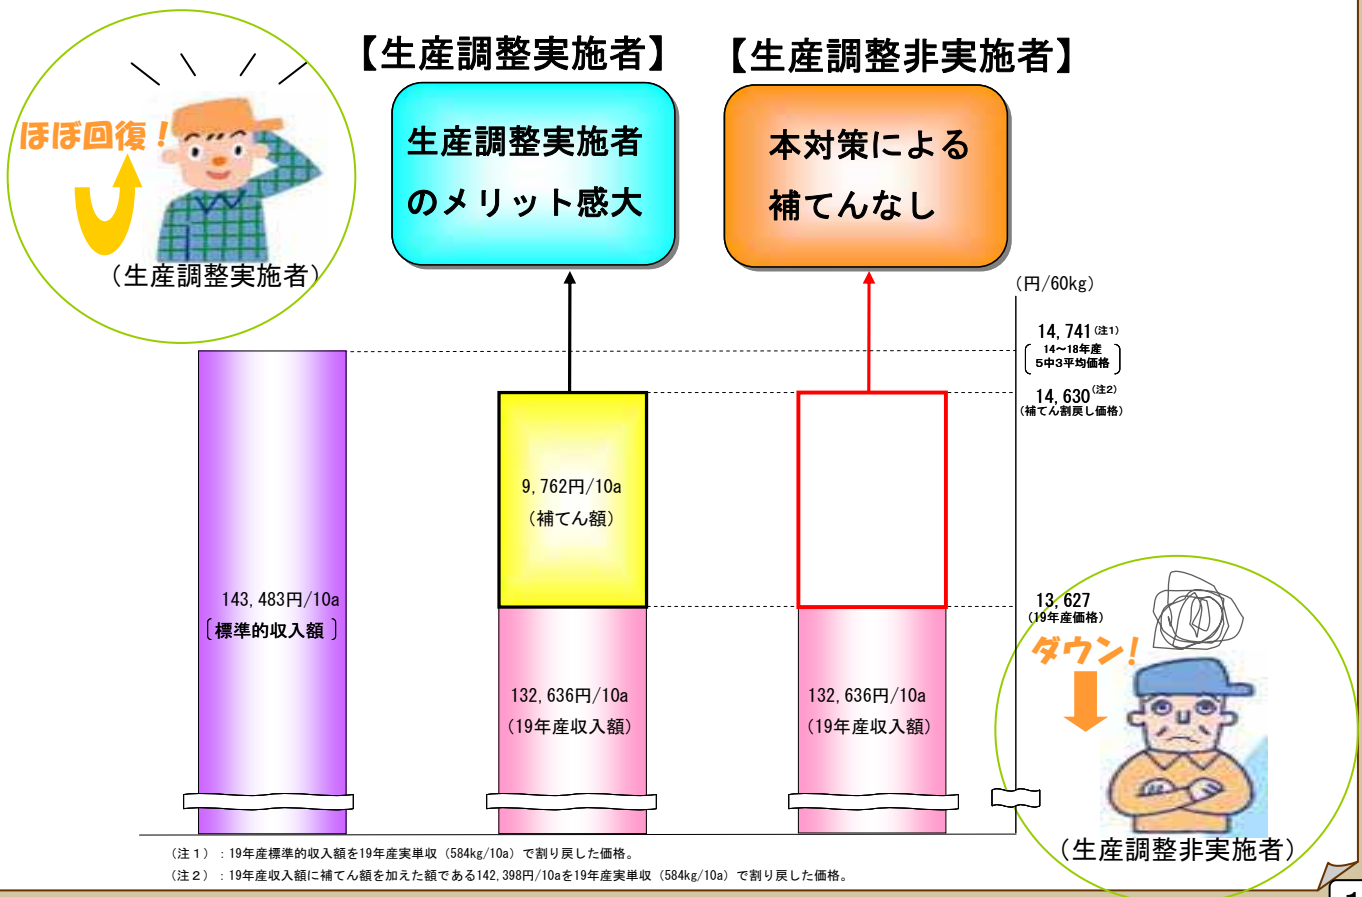 【生産調整実施者】
【生産調整非実施者】
ほぼ回復！
（生産調整実施者）
生産調整実施者
のメリット感大
本対策による
補てんなし
（円/60kg）
14,741（注1）
14～18年産
5中3平均価格
14,630（注2）
（補てん割戻し価格）
9,762円/10a
（補てん額）
143,483円/10a
〔標準的収入額〕
13,627
（19年産価格）
ダウン！
132,636円/10a
（19年産収入額）
132,636円/10a
（19年産収入額）
（生産調整非実施者）
（注１）：19年産標準的収入額を19年産実単収（584kg/10a）で割り戻した価格。
（注２）：19年産収入額に補てん額を加えた額である142,398円/10aを19年産実単収（584kg/10a）で割り戻した価格。